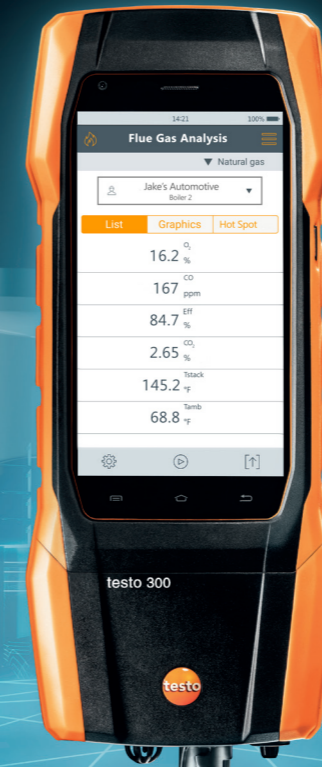 14:21 100%
Flue Gas Analysis
▼ Natural gas
Jake's Automotive ▼
Boiler 2
List Graphics Hot Spot
16.2 O₂ %
167 CO ppm
84.7 Eff %
2.65 CO₂ %
145.2 Tstack °F
68.8 Tamb °F
testo 300
testo